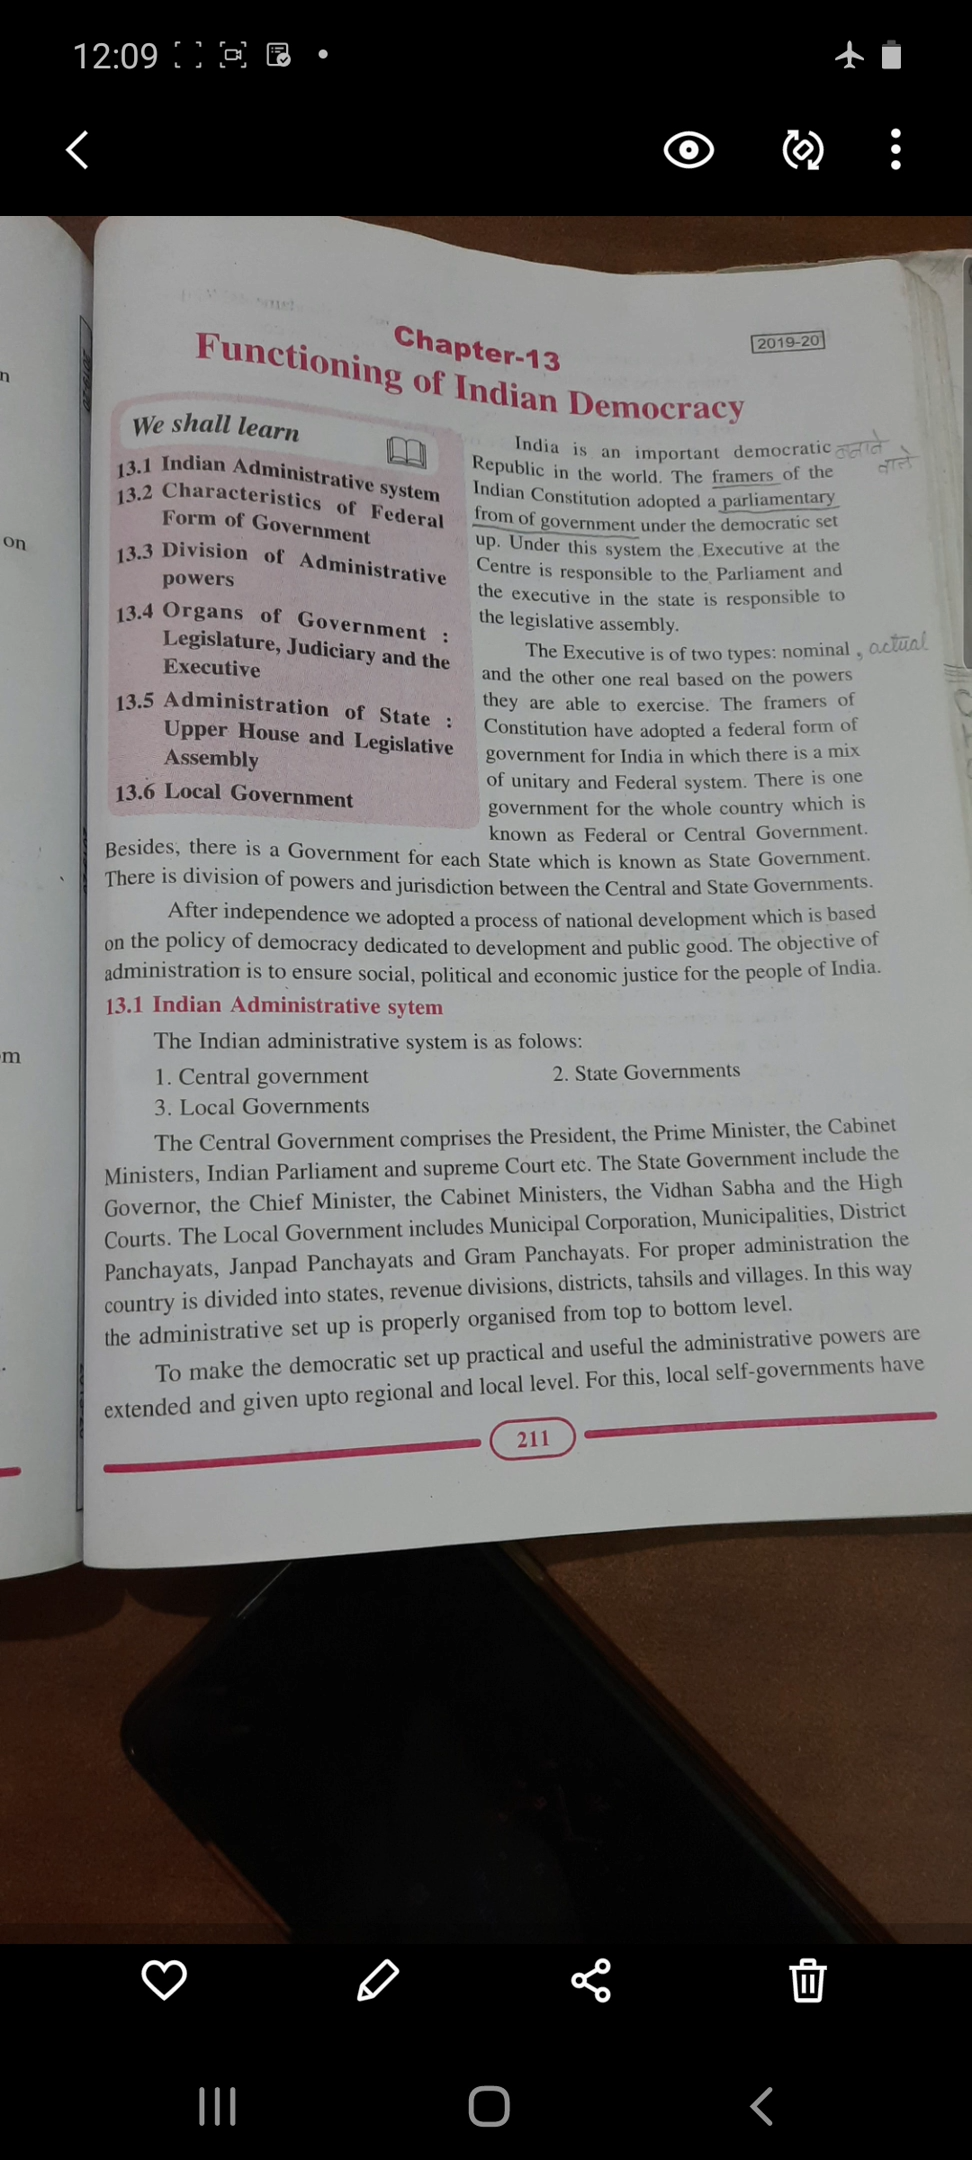 12:09
Chapter-13
2019-20
Functioning of Indian Democracy
We shall learn
13.1 Indian Administrative system
13.2 Characteristics of Federal
Form of Government
13.3 Division of Administrative
powers
13.4 Organs of Government :
Legislature, Judiciary and the
Executive
13.5 Administration of State :
Upper House and Legislative
Assembly
13.6 Local Government
India is an important democratic
बनाने
वाले
Republic in the world. The framers of the
Indian Constitution adopted a parliamentary
from of government under the democratic set
up. Under this system the Executive at the
Centre is responsible to the Parliament and
the executive in the state is responsible to
the legislative assembly.
The Executive is of two types: nominal , actual
and the other one real based on the powers
they are able to exercise. The framers of
Constitution have adopted a federal form of
government for India in which there is a mix
of unitary and Federal system. There is one
government for the whole country which is
known as Federal or Central Government.
Besides, there is a Government for each State which is known as State Government.
There is division of powers and jurisdiction between the Central and State Governments.
After independence we adopted a process of national development which is based
on the policy of democracy dedicated to development and public good. The objective of
administration is to ensure social, political and economic justice for the people of India.
13.1 Indian Administrative sytem
The Indian administrative system is as folows:
1. Central government 2. State Governments
3. Local Governments
The Central Government comprises the President, the Prime Minister, the Cabinet
Ministers, Indian Parliament and supreme Court etc. The State Government include the
Governor, the Chief Minister, the Cabinet Ministers, the Vidhan Sabha and the High
Courts. The Local Government includes Municipal Corporation, Municipalities, District
Panchayats, Janpad Panchayats and Gram Panchayats. For proper administration the
country is divided into states, revenue divisions, districts, tahsils and villages. In this way
the administrative set up is properly organised from top to bottom level.
To make the democratic set up practical and useful the administrative powers are
extended and given upto regional and local level. For this, local self-governments have
211